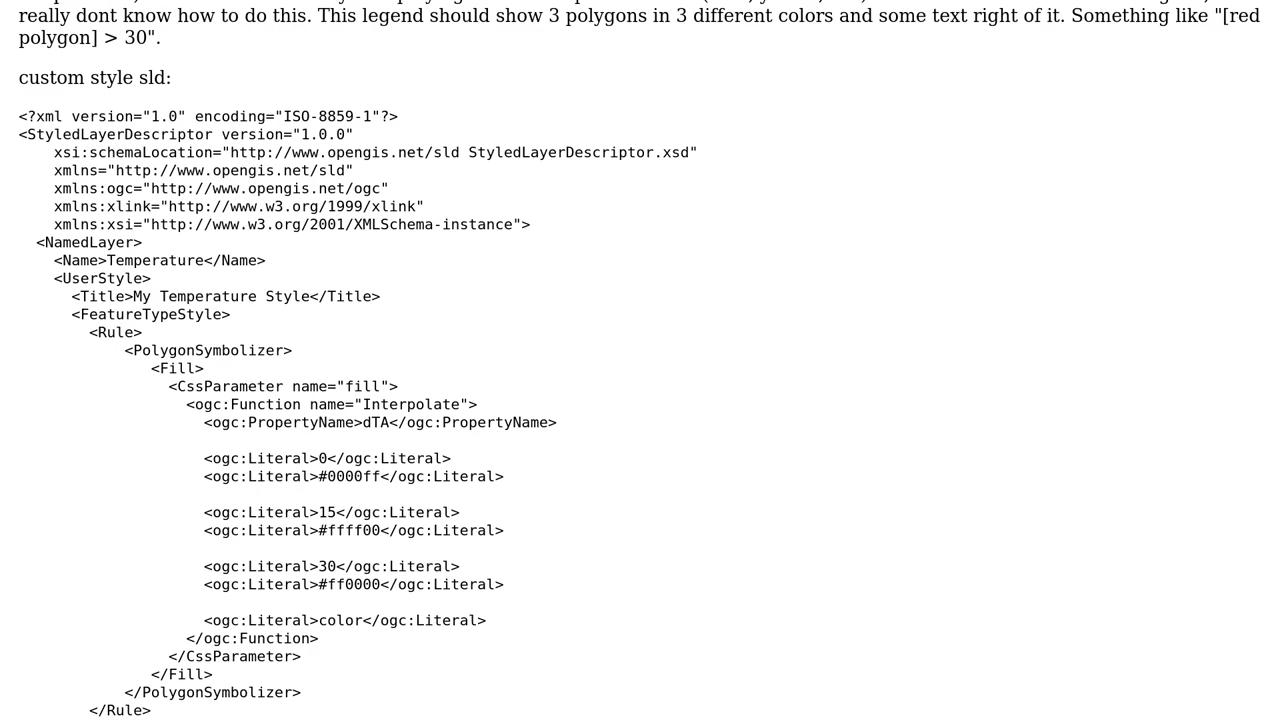 really dont know how to do this. This legend should show 3 polygons in 3 different colors and some text right of it. Something like "[red
polygon] > 30".
custom style sld:
<?xml version="1.0" encoding="ISO-8859-1"?>
<StyledLayerDescriptor version="1.0.0"
    xsi:schemaLocation="http://www.opengis.net/sld StyledLayerDescriptor.xsd"
    xmlns="http://www.opengis.net/sld"
    xmlns:ogc="http://www.opengis.net/ogc"
    xmlns:xlink="http://www.w3.org/1999/xlink"
    xmlns:xsi="http://www.w3.org/2001/XMLSchema-instance">
  <NamedLayer>
    <Name>Temperature</Name>
    <UserStyle>
      <Title>My Temperature Style</Title>
      <FeatureTypeStyle>
        <Rule>
            <PolygonSymbolizer>
               <Fill>
                 <CssParameter name="fill">
                   <ogc:Function name="Interpolate">
                     <ogc:PropertyName>dTA</ogc:PropertyName>
                     <ogc:Literal>0</ogc:Literal>
                     <ogc:Literal>#0000ff</ogc:Literal>
                     <ogc:Literal>15</ogc:Literal>
                     <ogc:Literal>#ffff00</ogc:Literal>
                     <ogc:Literal>30</ogc:Literal>
                     <ogc:Literal>#ff0000</ogc:Literal>
                     <ogc:Literal>color</ogc:Literal>
                   </ogc:Function>
                 </CssParameter>
               </Fill>
            </PolygonSymbolizer>
        </Rule>